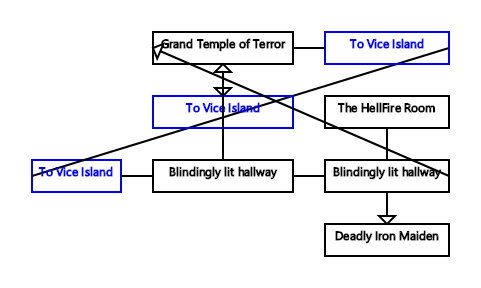 Grand Temple of Terror
To Vice Island
To Vice Island
The HellFire Room
To Vice Island
Blindingly lit hallway
Blindingly lit hallway
Deadly Iron Maiden